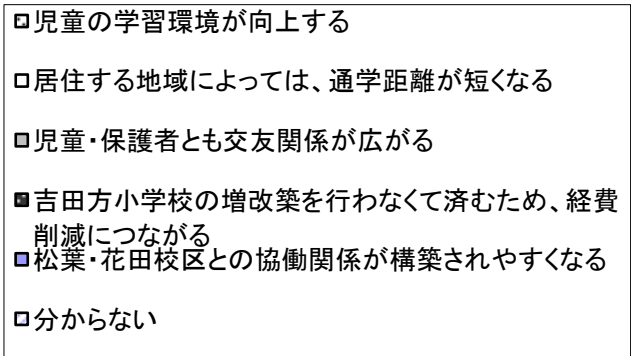 児童の学習環境が向上する
居住する地域によっては、通学距離が短くなる
児童・保護者とも交友関係が広がる
吉田方小学校の増改築を行わなくて済むため、経費
削減につながる
松葉・花田校区との協働関係が構築されやすくなる
分からない